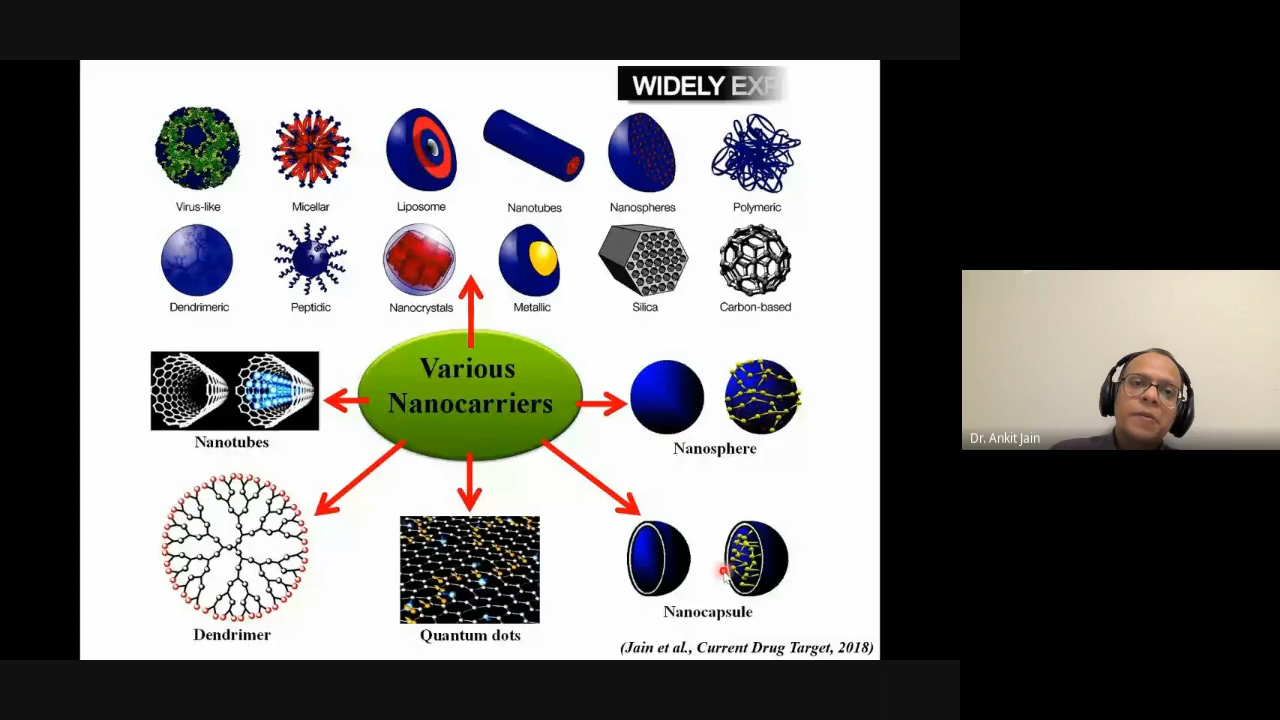 WIDELY EXP
Virus-like
Micellar
Liposome
Nanotubes
Nanospheres
Polymeric
Dendrimeric
Peptidic
Nanocrystals
Metallic
Silica
Carbon-based
Various
Nanocarriers
Nanotubes
Nanosphere
Dr. Ankit Jain
Dendrimer
Quantum dots
Nanocapsule
(Jain et al., Current Drug Target, 2018)